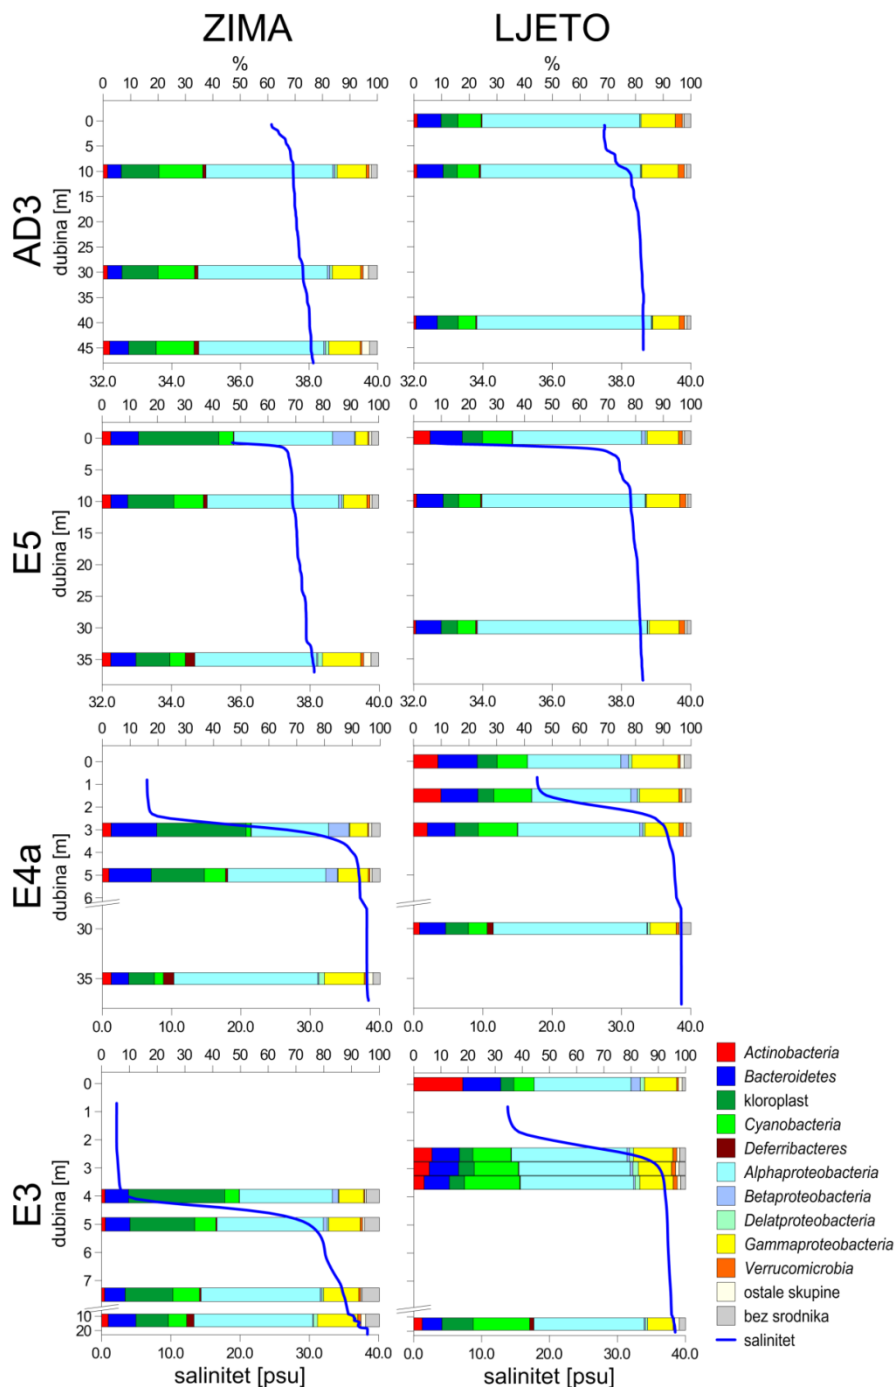 ZIMA
LJETO
%
%
0 10 20 30 40 50 60 70 80 90 100
0 10 20 30 40 50 60 70 80 90 100
AD3
dubina [m]
0
5
10
15
20
25
30
35
40
45
32.0 34.0 36.0 38.0 40.0
32.0 34.0 36.0 38.0 40.0
0 10 20 30 40 50 60 70 80 90 100
0 10 20 30 40 50 60 70 80 90 100
E5
dubina [m]
0
5
10
15
20
25
30
35
32.0 34.0 36.0 38.0 40.0
32.0 34.0 36.0 38.0 40.0
0 10 20 30 40 50 60 70 80 90 100
0 10 20 30 40 50 60 70 80 90 100
E4a
dubina [m]
0
1
2
3
4
5
6
30
35
0.0 10.0 20.0 30.0 40.0
0.0 10.0 20.0 30.0 40.0
0 10 20 30 40 50 60 70 80 90 100
0 10 20 30 40 50 60 70 80 90 100
E3
dubina [m]
0
1
2
3
4
5
6
7
10
20
0.0 10.0 20.0 30.0 40.0
0.0 10.0 20.0 30.0 40.0
salinitet [psu]
salinitet [psu]
Actinobacteria
Bacteroidetes
kloroplast
Cyanobacteria
Deferribacteres
Alphaproteobacteria
Betaproteobacteria
Delatproteobacteria
Gammaproteobacteria
Verrucomicrobia
ostale skupine
bez srodnika
salinitet